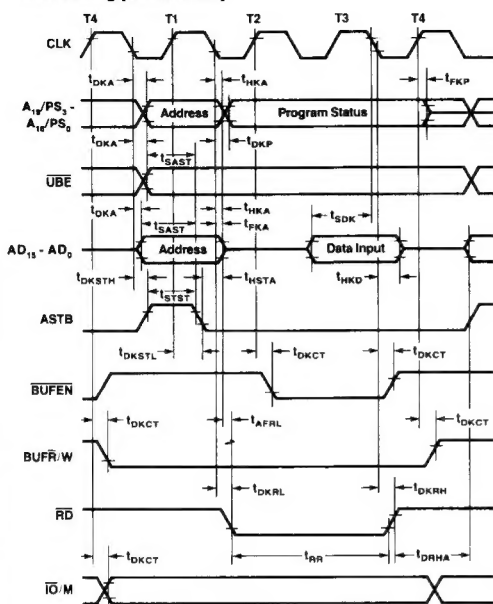 T4 T1 T2 T3 T4
CLK
tDKA tHKA tFKP
A19/PS3 -
A16/PS0
Address Program Status
tDKA tSAST tDKP
UBE
tDKA tHKA
tSAST tFKA tSDK
AD15 - AD0
Address Data Input
tDKSTH tHSTA tHKD
tSTST
ASTB
tDKSTL tDKCT tDKCT
BUFEN
tDKCT tAFRL tDKCT
BUFR/W
tDKRL tDKRH
RD
tDKCT tRR tDRHA
IO/M